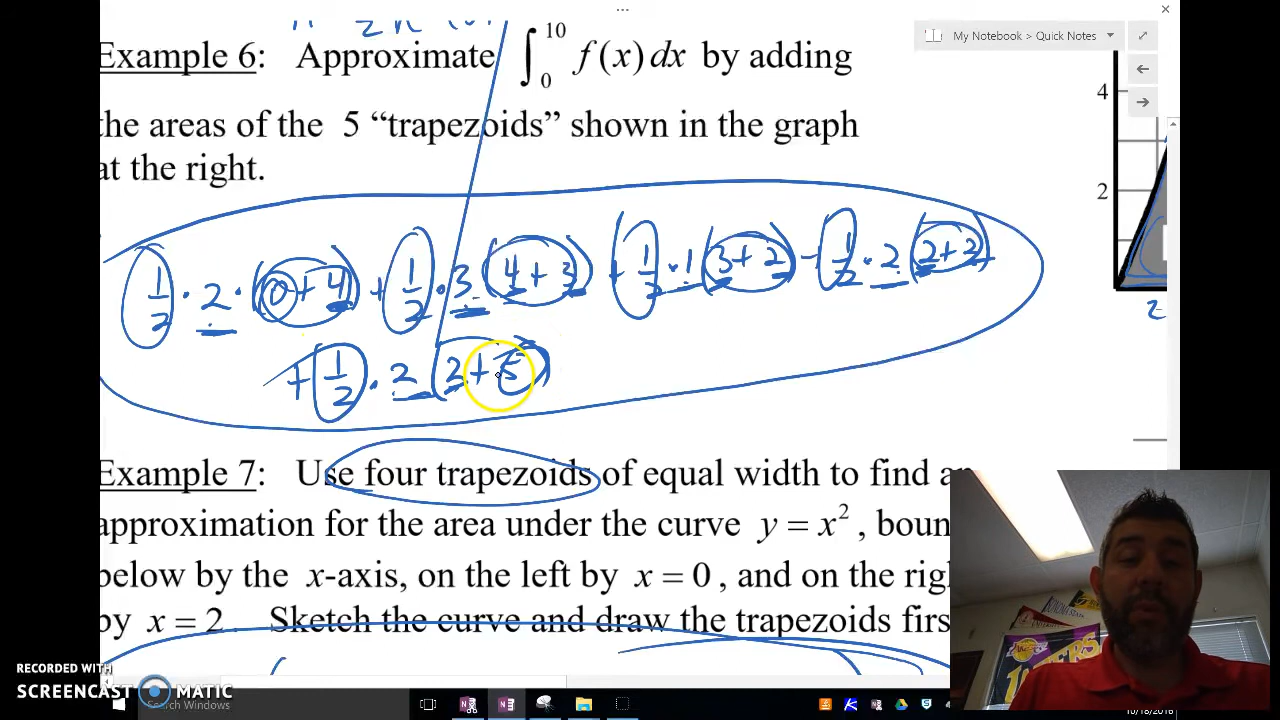 My Notebook > Quick Notes
Example 6: Approximate ∫₀¹⁰ f(x) dx by adding
the areas of the 5 “trapezoids” shown in the graph
at the right.
4
2
2
1/2 · 2 · (0+4) + 1/2 · 3 (4+3) + 1/2 · 1 (3+2) + 1/2 · 2 (2+2)
+ 1/2 · 2 (2+5)
Example 7: Use four trapezoids of equal width to find
approximation for the area under the curve y = x²,
below by the x-axis, on the left by x = 0, and on the
by x = 2. Sketch the curve and draw the trapezoids
RECORDED WITH
SCREENCAST MATIC
Search Windows
10/18/2016